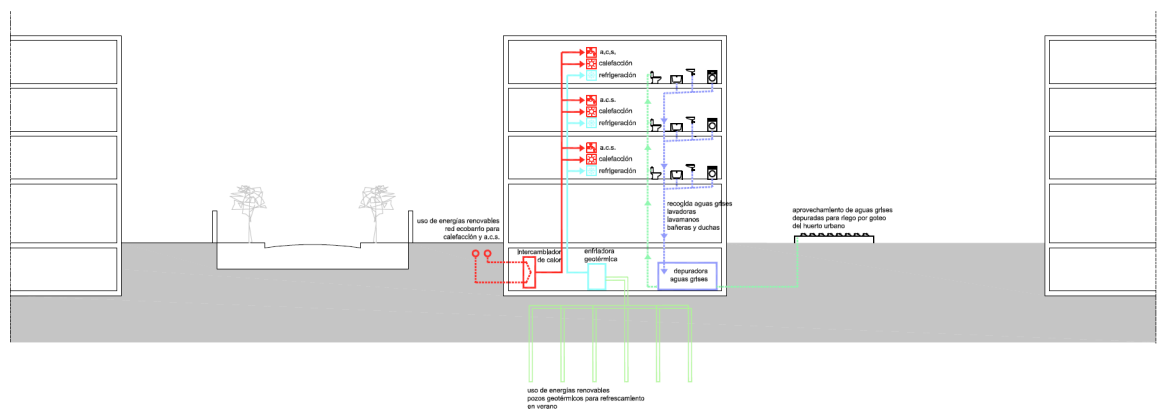 a.c.s.
calefacción
refrigeración
a.c.s.
calefacción
refrigeración
a.c.s.
calefacción
refrigeración
uso de energías renovables
red ecobarrio para
calefacción y a.c.s.
recogida aguas grises
lavadoras
lavamanos
bañeras y duchas
aprovechamiento de aguas grises
depuradas para riego por goteo
del huerto urbano
intercambiador
de calor
enfriadora
geotérmica
depuradora
aguas grises
uso de energías renovables
pozos geotérmicos para refrescamiento
en verano